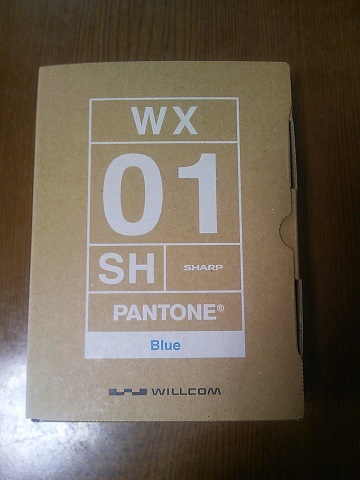 WX
01
SH SHARP
PANTONE®
Blue
WILLCOM